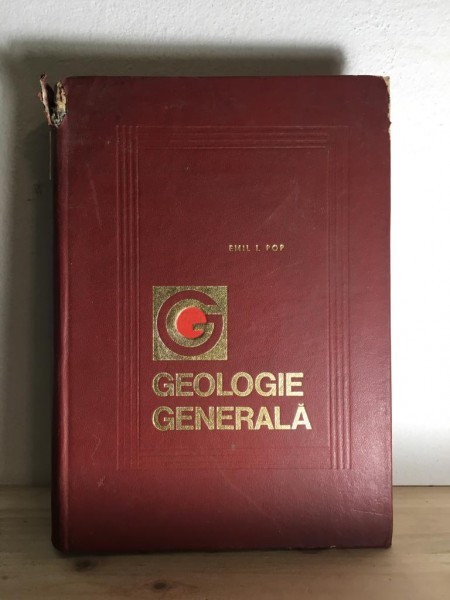 EMIL I. POP
G
GEOLOGIE
GENERALĂ